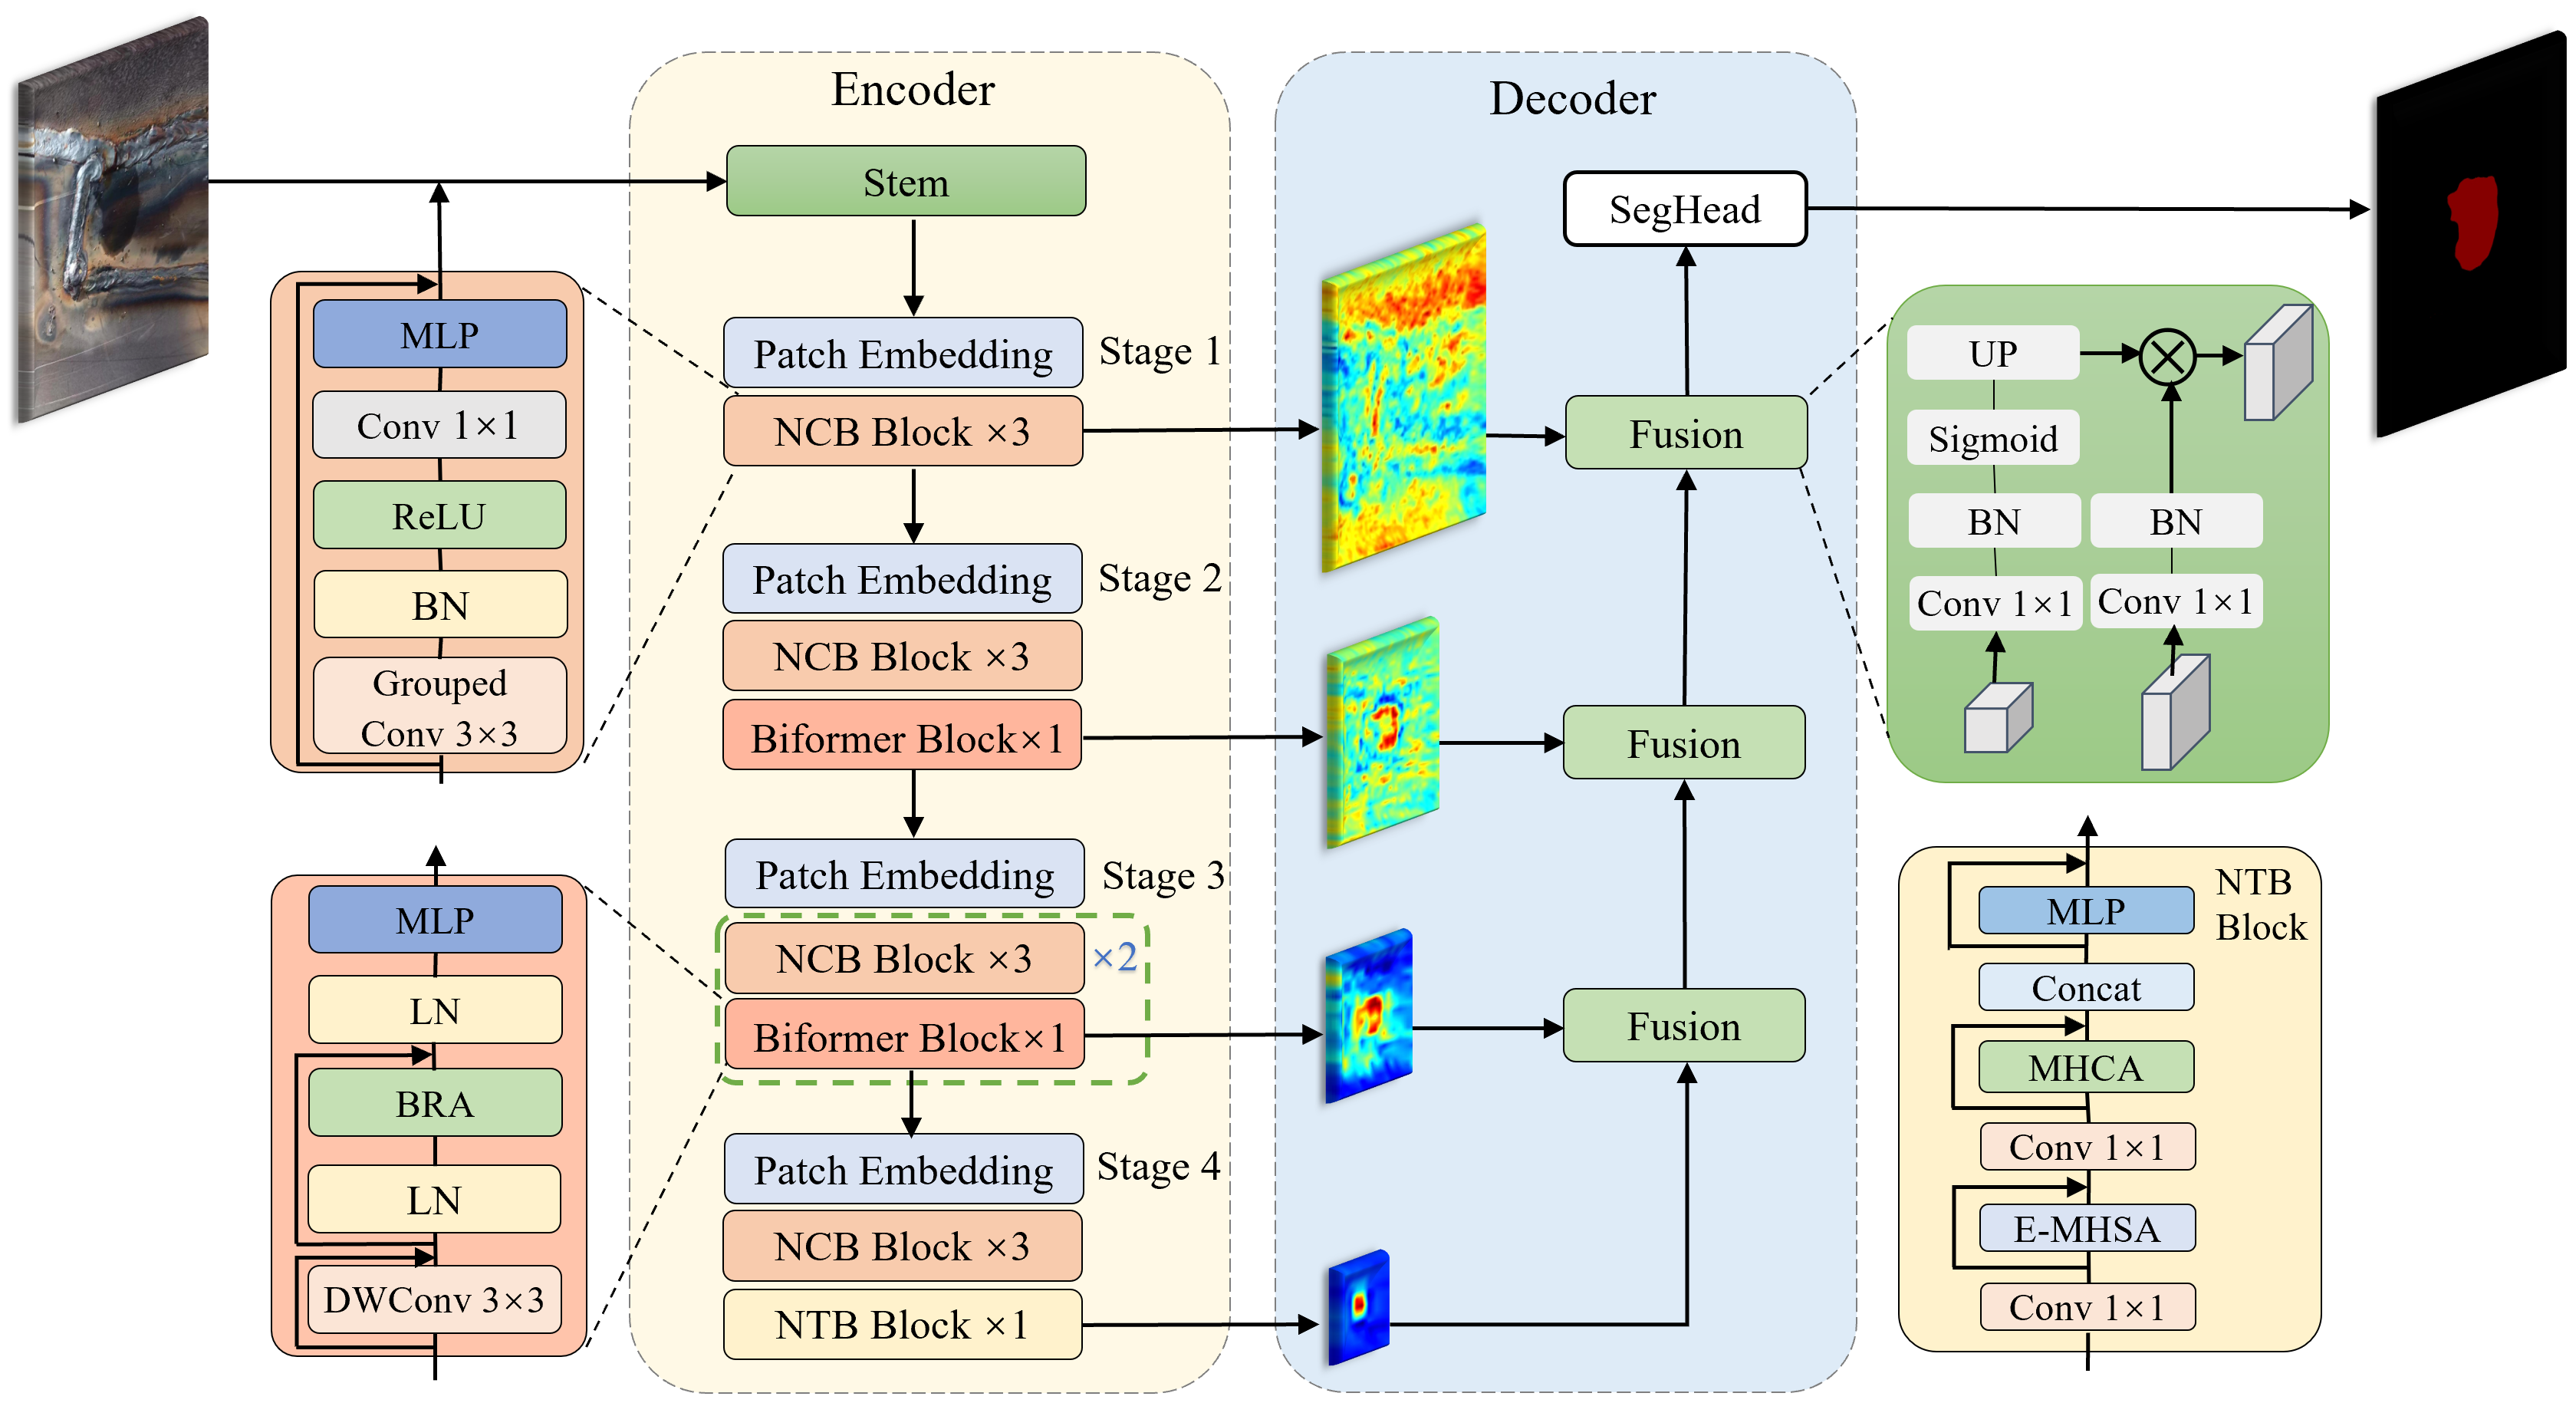 Encoder
Stem
Patch Embedding
Stage 1
NCB Block ×3
Patch Embedding
Stage 2
NCB Block ×3
Biformer Block×1
Patch Embedding
Stage 3
NCB Block ×3
×2
Biformer Block×1
Patch Embedding
Stage 4
NCB Block ×3
NTB Block ×1
MLP
Conv 1×1
ReLU
BN
Grouped
Conv 3×3
MLP
LN
BRA
LN
DWConv 3×3
Decoder
SegHead
Fusion
Fusion
Fusion
UP
Sigmoid
BN
BN
Conv 1×1
Conv 1×1
NTB
Block
MLP
Concat
MHCA
Conv 1×1
E-MHSA
Conv 1×1